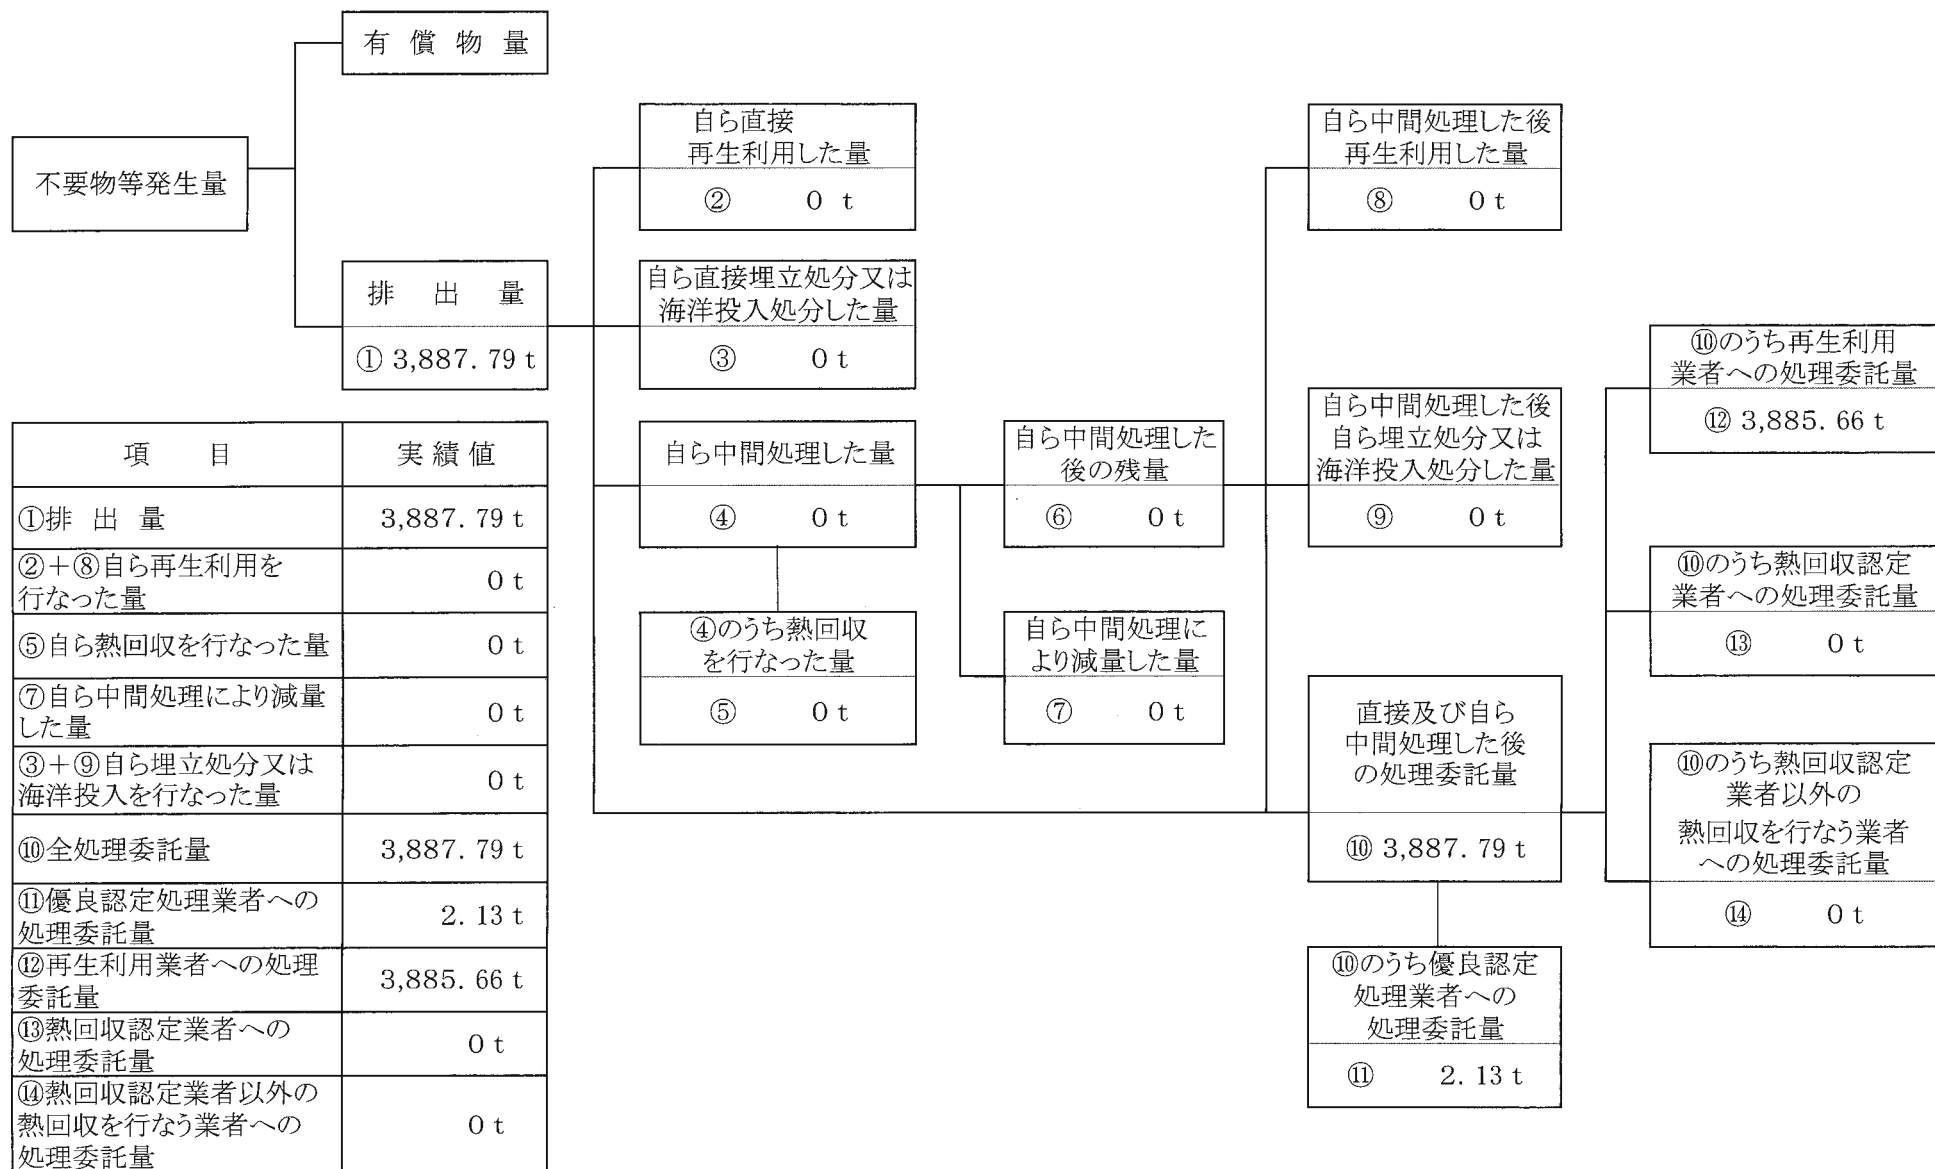 有 償 物 量
不要物等発生量
排 出 量
① 3,887. 79 t
自ら直接
再生利用した量
② 0 t
自ら直接埋立処分又は
海洋投入処分した量
③ 0 t
自ら中間処理した量
④ 0 t
④のうち熱回収
を行なった量
⑤ 0 t
自ら中間処理した
後の残量
⑥ 0 t
自ら中間処理に
より減量した量
⑦ 0 t
自ら中間処理した後
再生利用した量
⑧ 0 t
自ら中間処理した後
自ら埋立処分又は
海洋投入処分した量
⑨ 0 t
直接及び自ら
中間処理した後
の処理委託量
⑩ 3,887. 79 t
⑩のうち優良認定
処理業者への
処理委託量
⑪ 2. 13 t
⑩のうち再生利用
業者への処理委託量
⑫ 3,885. 66 t
⑩のうち熱回収認定
業者への処理委託量
⑬ 0 t
⑩のうち熱回収認定
業者以外の
熱回収を行なう業者
への処理委託量
⑭ 0 t
項 目 実 績 値
①排 出 量 3,887. 79 t
②＋⑧自ら再生利用を
行なった量 0 t
⑤自ら熱回収を行なった量 0 t
⑦自ら中間処理により減量
した量 0 t
③＋⑨自ら埋立処分又は
海洋投入を行なった量 0 t
⑩全処理委託量 3,887. 79 t
⑪優良認定処理業者への
処理委託量 2. 13 t
⑫再生利用業者への処理
委託量 3,885. 66 t
⑬熱回収認定業者への
処理委託量 0 t
⑭熱回収認定業者以外の
熱回収を行なう業者への
処理委託量 0 t